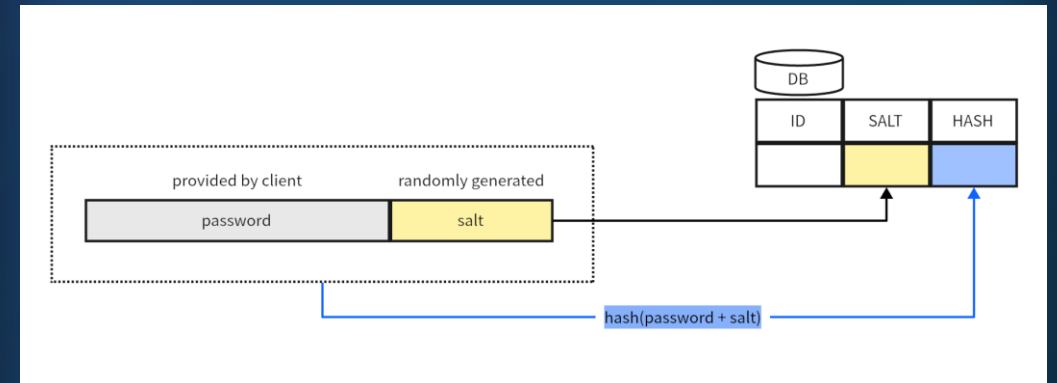 DB
ID SALT HASH
provided by client randomly generated
password salt
hash(password + salt)